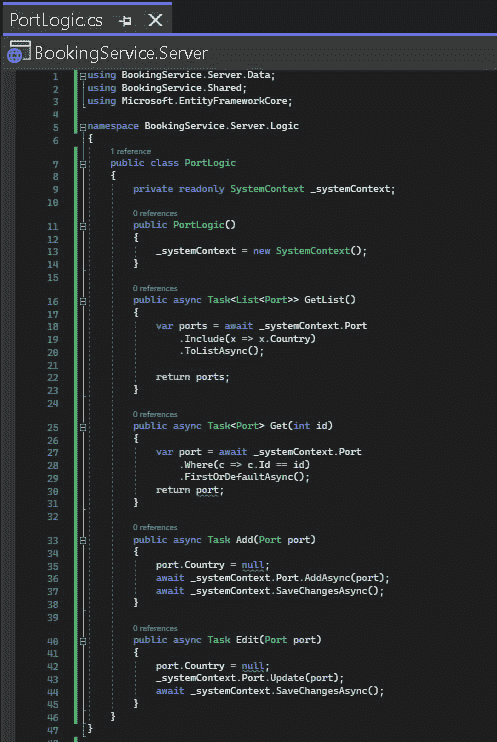 PortLogic.cs
BookingService.Server
1 using BookingService.Server.Data;
2 using BookingService.Shared;
3 using Microsoft.EntityFrameworkCore;
4
5 namespace BookingService.Server.Logic
6 {
1 reference
7 public class PortLogic
8 {
9 private readonly SystemContext _systemContext;
10
0 references
11 public PortLogic()
12 {
13 _systemContext = new SystemContext();
14 }
15
0 references
16 public async Task<List<Port>> GetList()
17 {
18 var ports = await _systemContext.Port
19 .Include(x => x.Country)
20 .ToListAsync();
21
22 return ports;
23 }
24
0 references
25 public async Task<Port> Get(int id)
26 {
27 var port = await _systemContext.Port
28 .Where(c => c.Id == id)
29 .FirstOrDefaultAsync();
30 return port;
31 }
32
0 references
33 public async Task Add(Port port)
34 {
35 port.Country = null;
36 await _systemContext.Port.AddAsync(port);
37 await _systemContext.SaveChangesAsync();
38 }
39
0 references
40 public async Task Edit(Port port)
41 {
42 port.Country = null;
43 _systemContext.Port.Update(port);
44 await _systemContext.SaveChangesAsync();
45 }
46 }
47 }